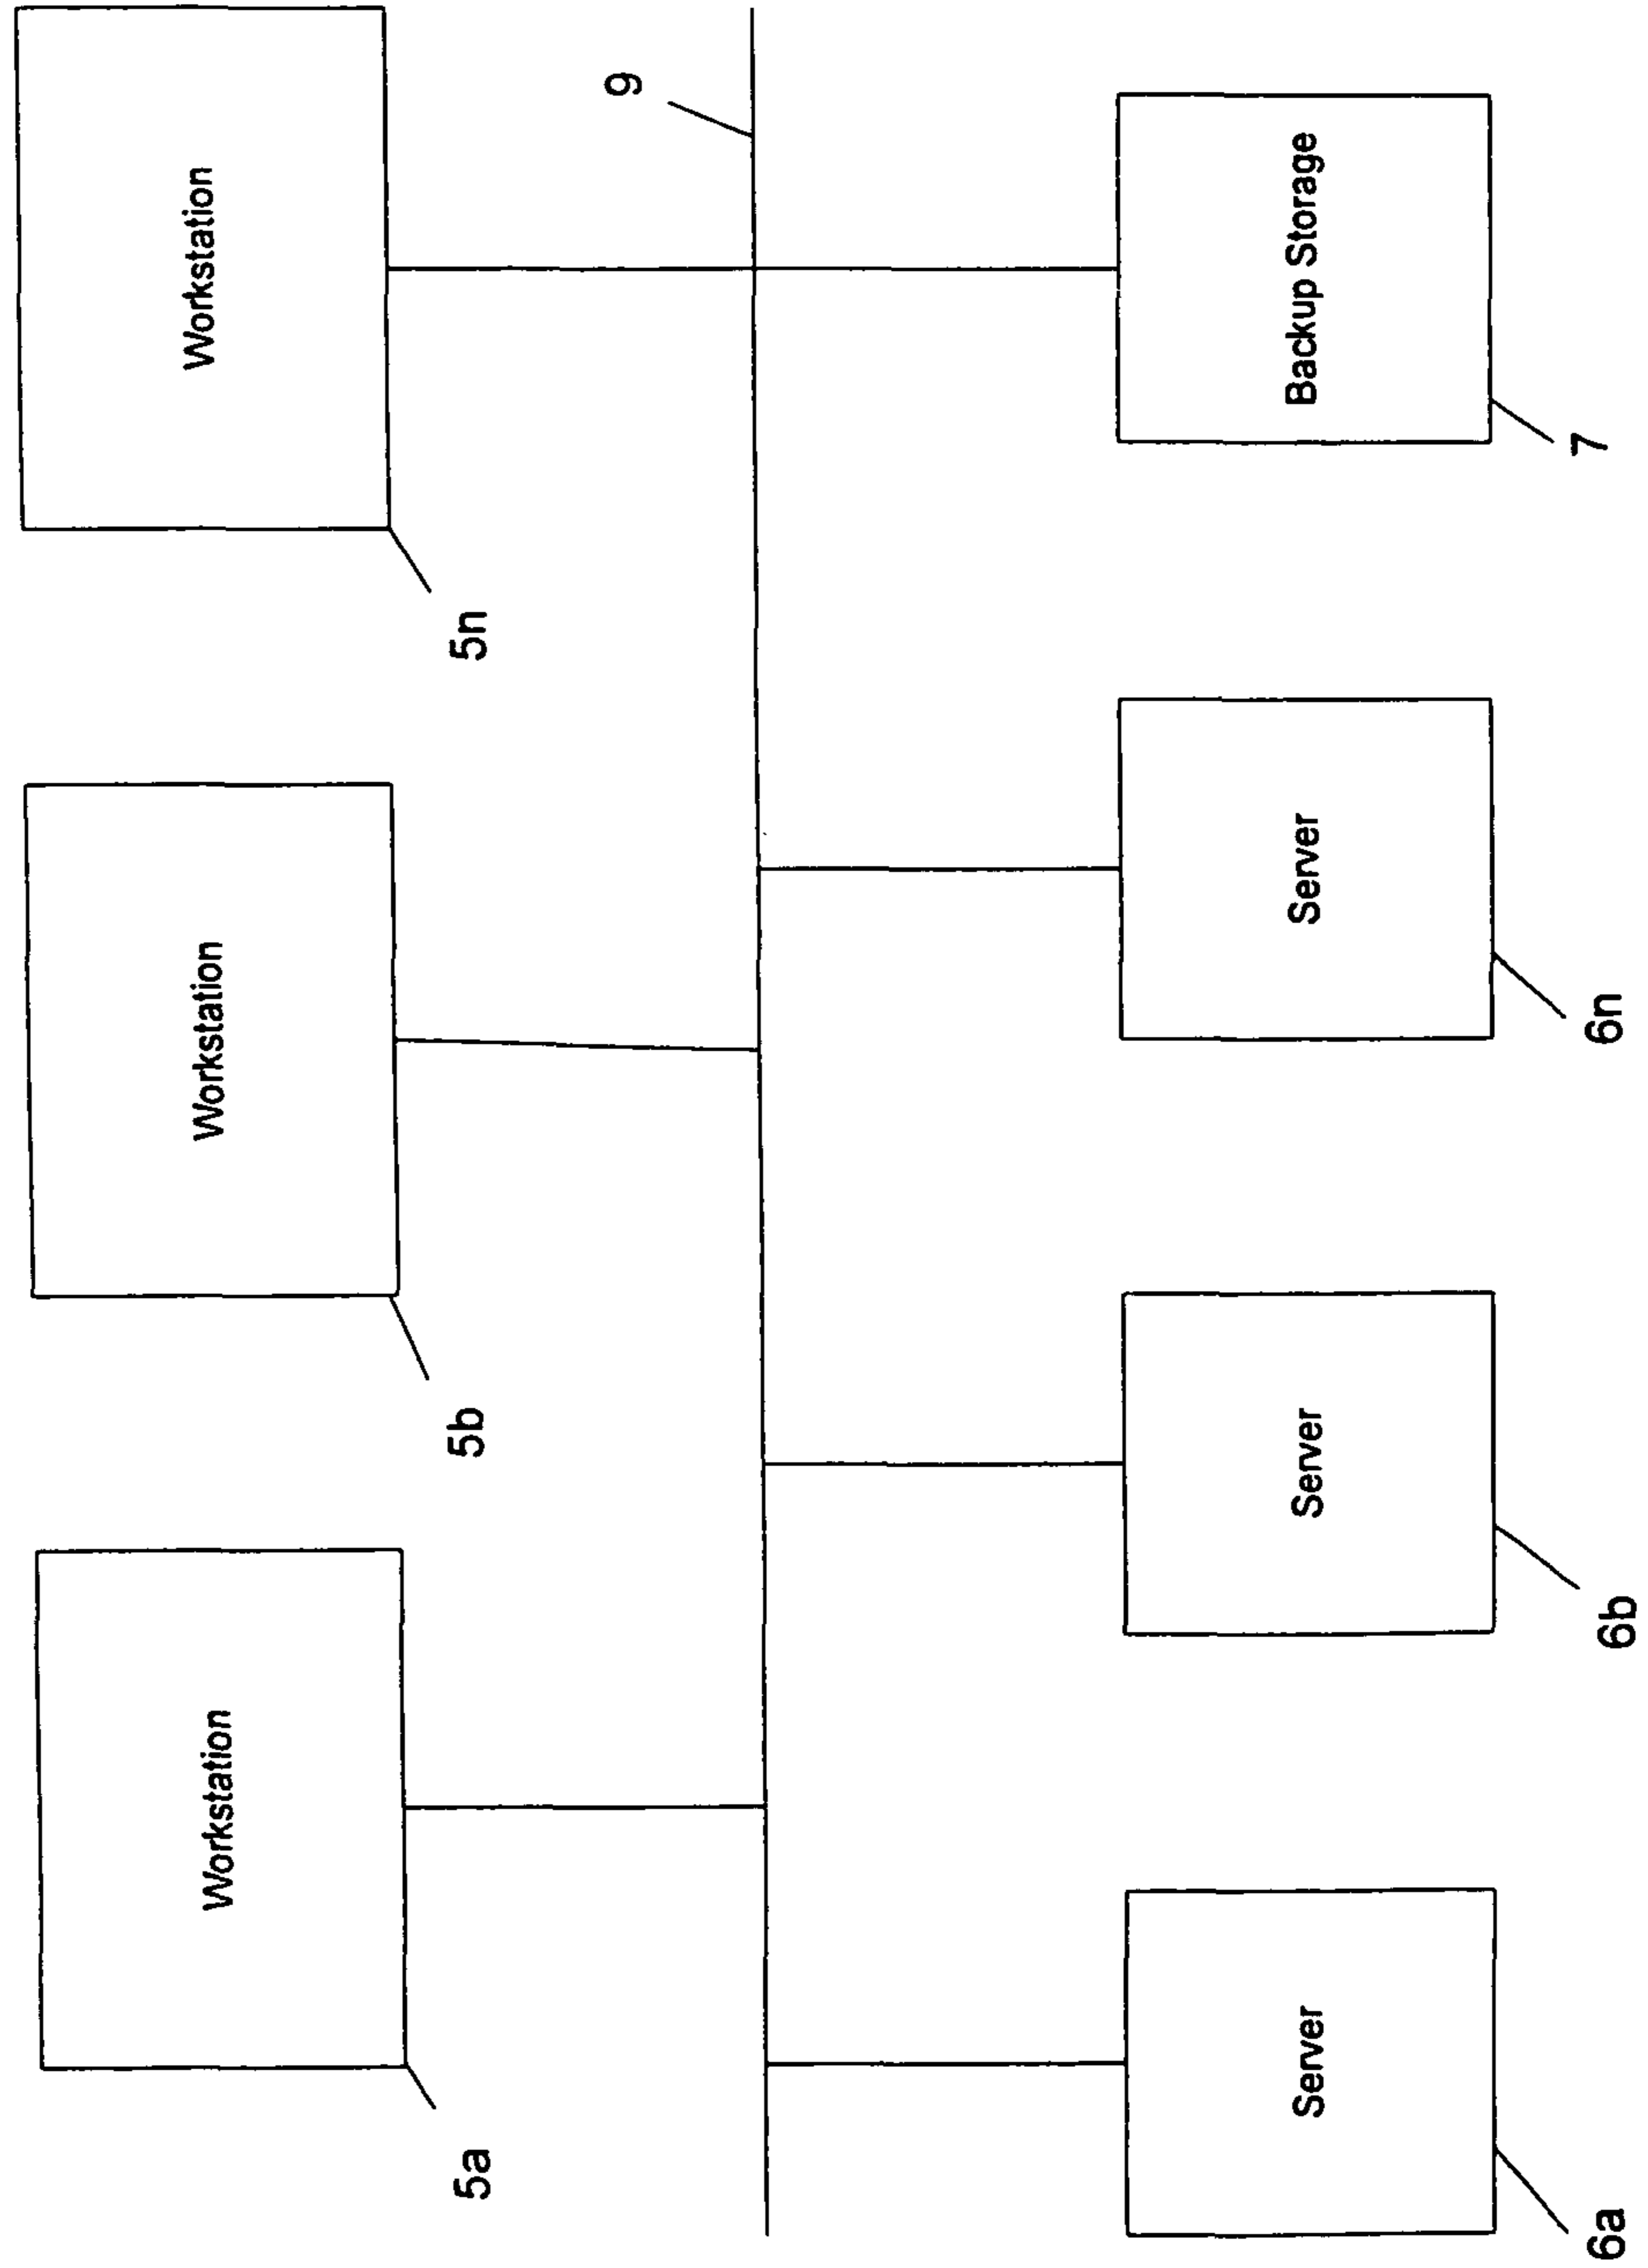 Workstation
Workstation
Workstation
5a
5b
5n
9
Server
Server
Server
Backup Storage
6a
6b
6n
7